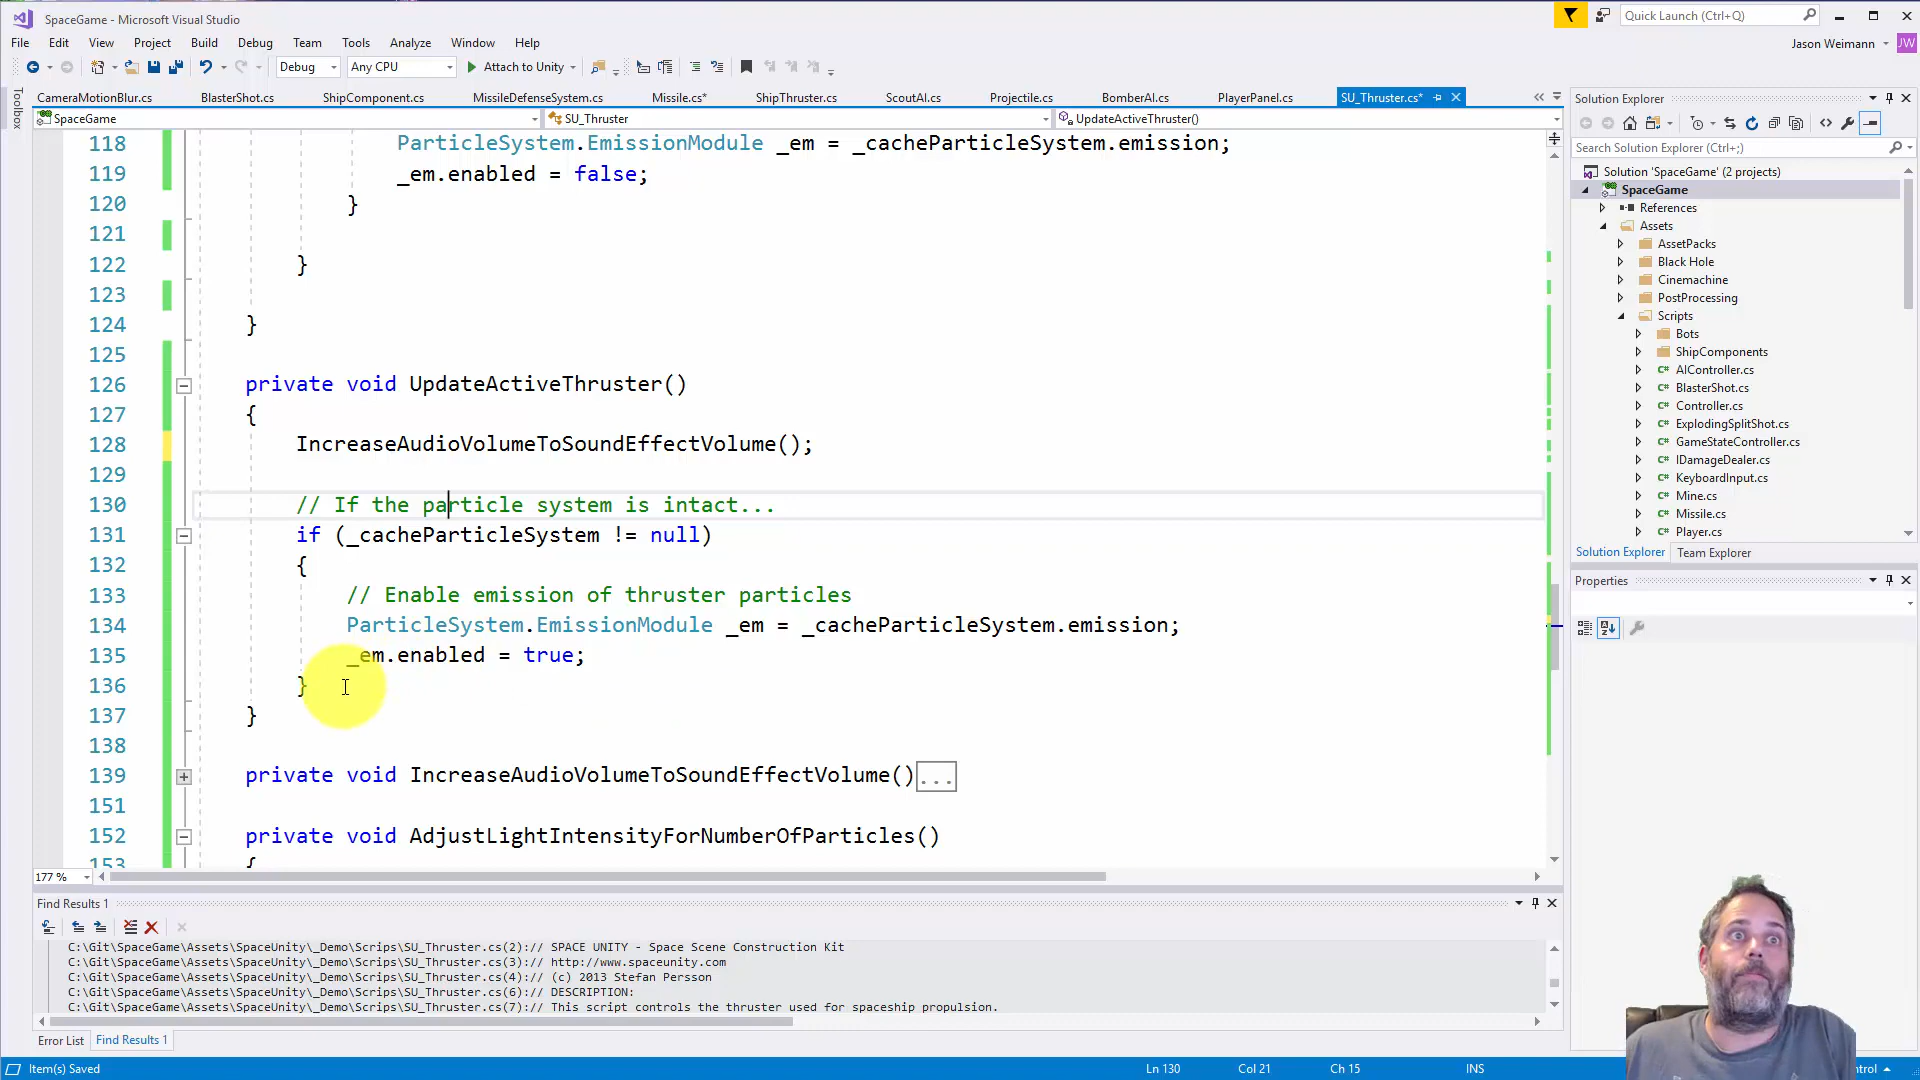 SpaceGame - Microsoft Visual Studio
Quick Launch (Ctrl+Q)
File Edit View Project Build Debug Team Tools Analyze Window Help
Jason Weimann JW
Debug Any CPU Attach to Unity
Toolbox
CameraMotionBlur.cs BlasterShot.cs ShipComponent.cs MissileDefenseSystem.cs Missile.cs* ShipThruster.cs ScoutAI.cs Projectile.cs BomberAI.cs PlayerPanel.cs SU_Thruster.cs*
SpaceGame SU_Thruster UpdateActiveThruster()
118 ParticleSystem.EmissionModule _em = _cacheParticleSystem.emission;
119 _em.enabled = false;
120 }
121
122 }
123
124 }
125
126 private void UpdateActiveThruster()
127 {
128 IncreaseAudioVolumeToSoundEffectVolume();
129
130 // If the particle system is intact...
131 if (_cacheParticleSystem != null)
132 {
133 // Enable emission of thruster particles
134 ParticleSystem.EmissionModule _em = _cacheParticleSystem.emission;
135 _em.enabled = true;
136 }
137 }
138
139 private void IncreaseAudioVolumeToSoundEffectVolume()...
151
152 private void AdjustLightIntensityForNumberOfParticles()
153 {
177 %
Solution Explorer
Search Solution Explorer (Ctrl+;)
Solution 'SpaceGame' (2 projects)
SpaceGame
References
Assets
AssetPacks
Black Hole
Cinemachine
PostProcessing
Scripts
Bots
ShipComponents
C# AIController.cs
C# BlasterShot.cs
C# Controller.cs
C# ExplodingSplitShot.cs
C# GameStateController.cs
C# IDamageDealer.cs
C# KeyboardInput.cs
C# Mine.cs
C# Missile.cs
C# Player.cs
Solution Explorer Team Explorer
Properties
Find Results 1
C:\Git\SpaceGame\Assets\SpaceUnity\_Demo\Scrips\SU_Thruster.cs(2):// SPACE UNITY - Space Scene Construction Kit
C:\Git\SpaceGame\Assets\SpaceUnity\_Demo\Scrips\SU_Thruster.cs(3):// http://www.spaceunity.com
C:\Git\SpaceGame\Assets\SpaceUnity\_Demo\Scrips\SU_Thruster.cs(4):// (c) 2013 Stefan Persson
C:\Git\SpaceGame\Assets\SpaceUnity\_Demo\Scrips\SU_Thruster.cs(6):// DESCRIPTION:
C:\Git\SpaceGame\Assets\SpaceUnity\_Demo\Scrips\SU_Thruster.cs(7):// This script controls the thruster used for spaceship propulsion.
Error List Find Results 1
Item(s) Saved Ln 130 Col 21 Ch 15 INS